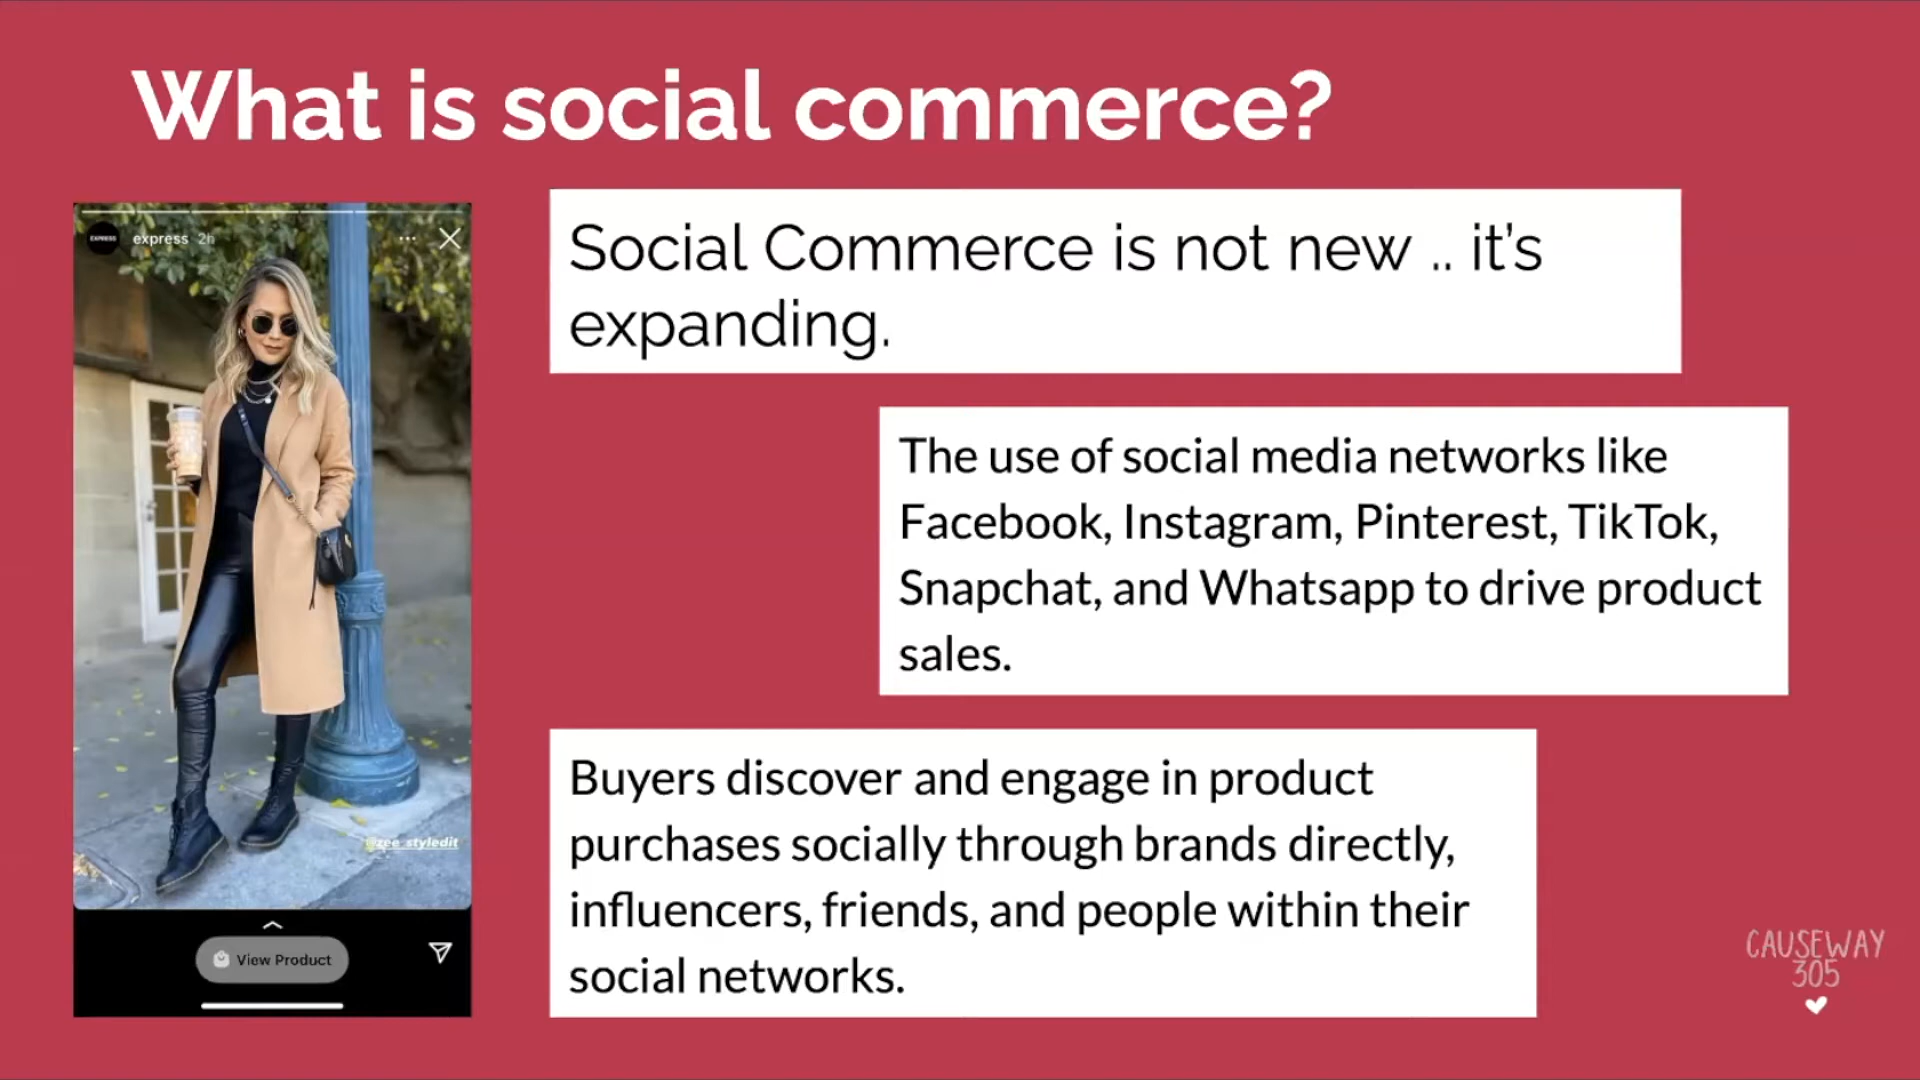 What is social commerce?
EXPRESS express 2h
@zee_styledit
View Product
Social Commerce is not new .. it’s
expanding.
The use of social media networks like
Facebook, Instagram, Pinterest, TikTok,
Snapchat, and Whatsapp to drive product
sales.
Buyers discover and engage in product
purchases socially through brands directly,
influencers, friends, and people within their
social networks.
CAUSEWAY
305